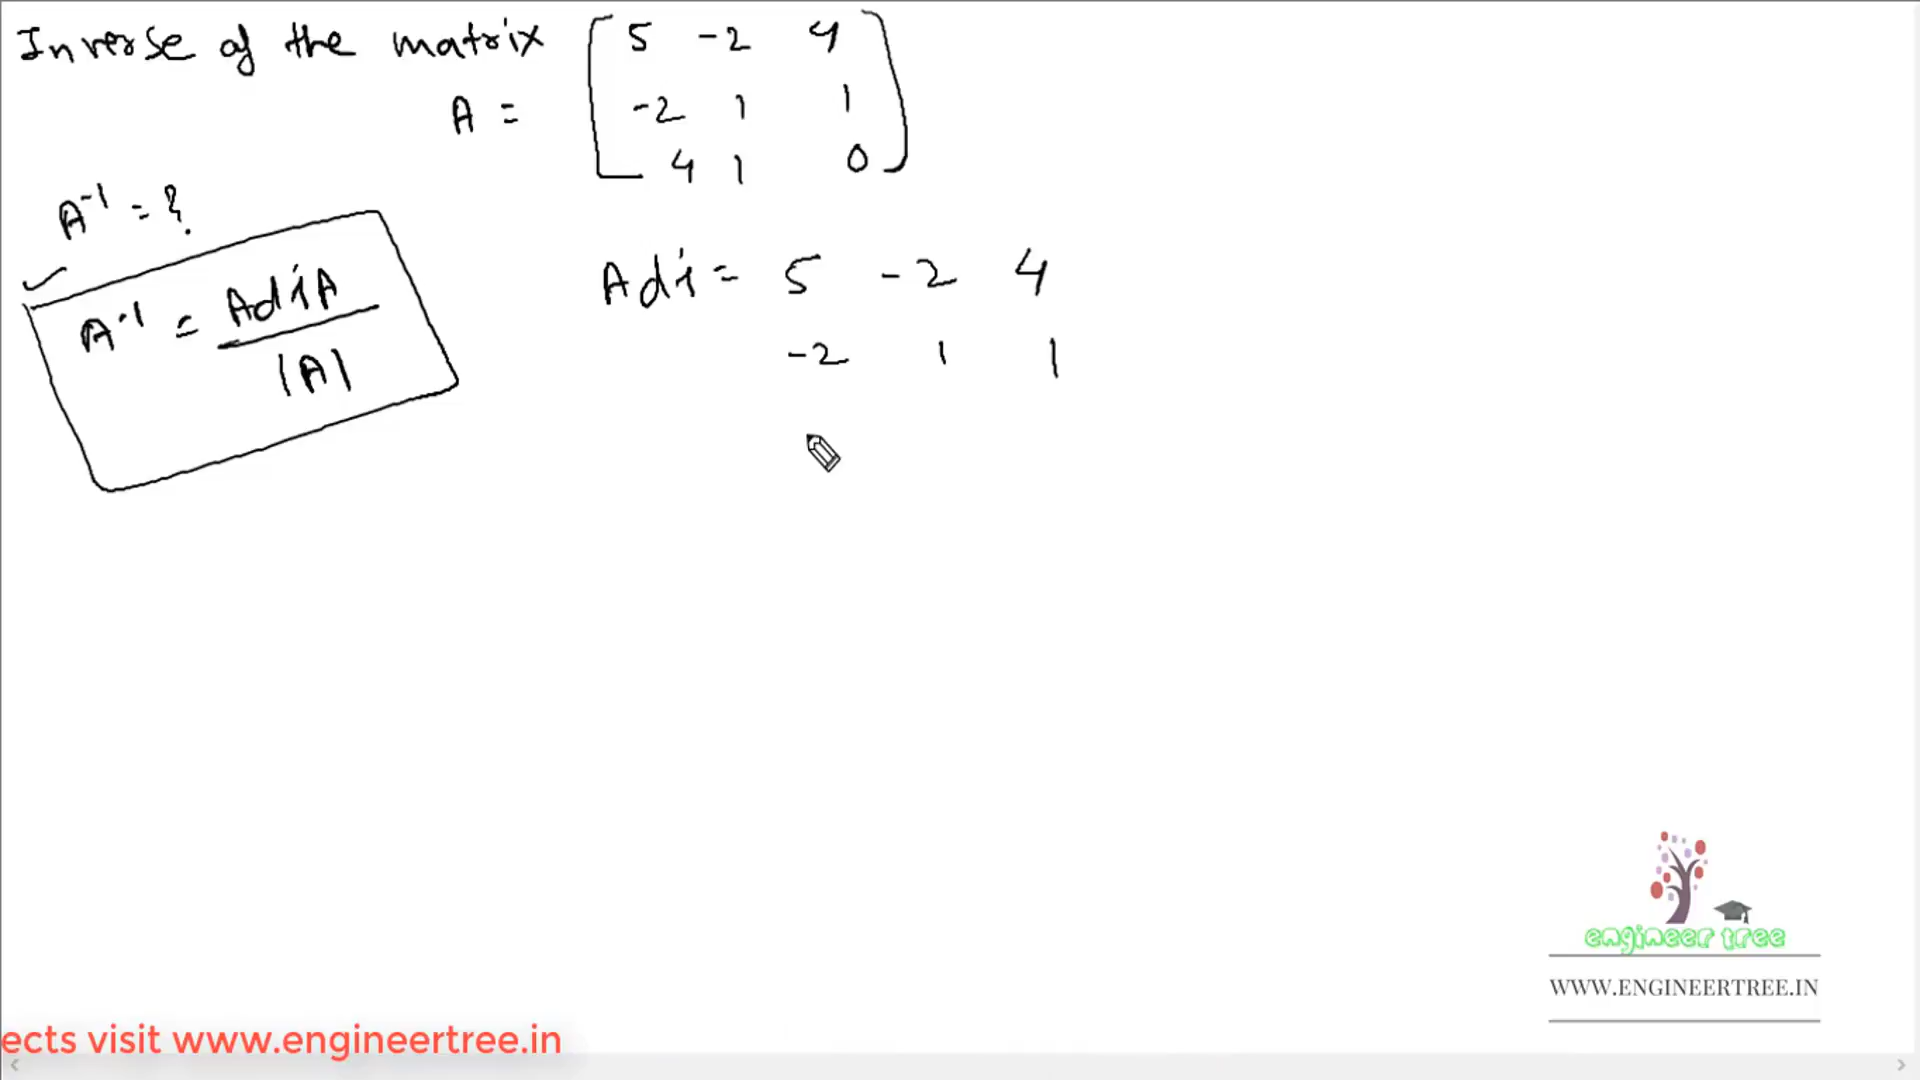 Inverse of the matrix
A = [5 -2 4
-2 1 1
4 1 0]
A⁻¹ = ?
A⁻¹ = AdjA / |A|
Adj = 5 -2 4
-2 1 1
engineer tree
WWW.ENGINEERTREE.IN
ects visit www.engineertree.in